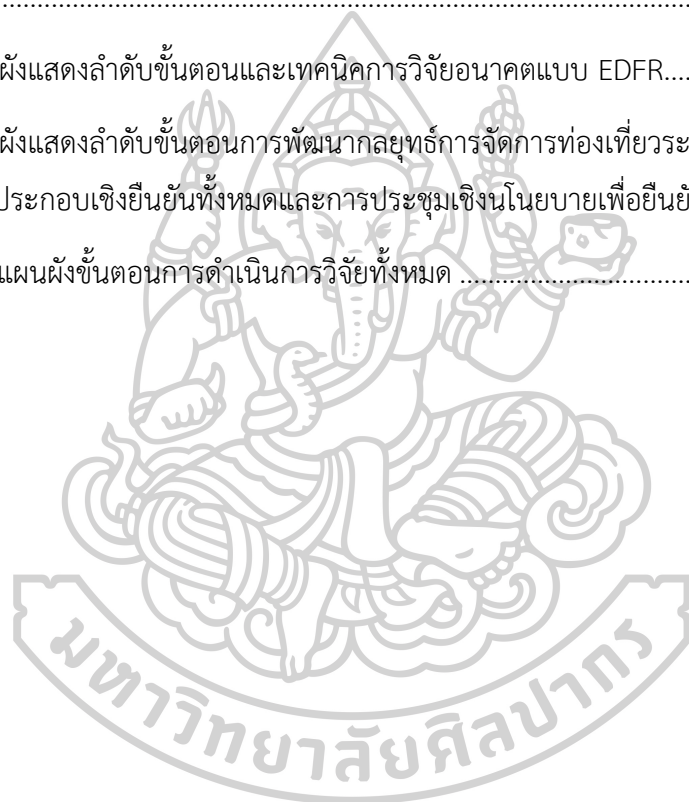 ................................................................................................
ผังแสดงลำดับขั้นตอนและเทคนิคการวิจัยอนาคตแบบ EDFR....
ผังแสดงลำดับขั้นตอนการพัฒนากลยุทธ์การจัดการท่องเที่ยวระ
ประกอบเชิงยืนยันทั้งหมดและการประชุมเชิงนโนยบายเพื่อยืนยั
แผนผังขั้นตอนการดำเนินการวิจัยทั้งหมด ................................
มหาวิทยาลัยศิลปากร